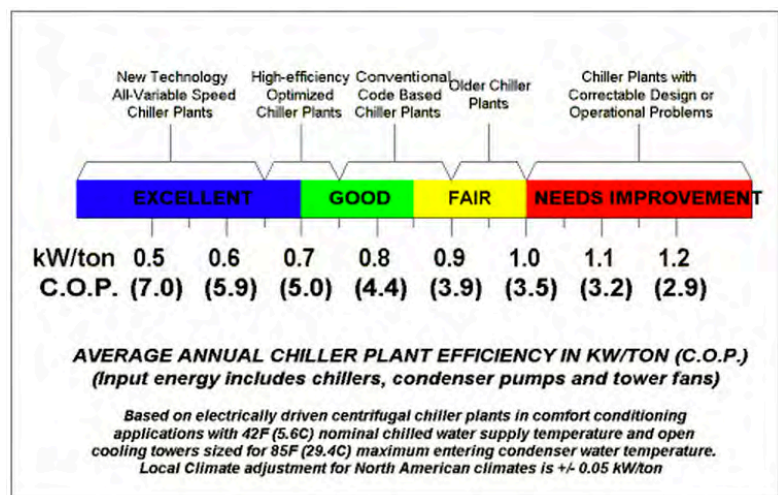 New Technology
All-Variable Speed
Chiller Plants
High-efficiency
Optimized
Chiller Plants
Conventional
Code Based
Chiller Plants
Older Chiller
Plants
Chiller Plants with
Correctable Design or
Operational Problems
EXCELLENT GOOD FAIR NEEDS IMPROVEMENT
kW/ton 0.5 0.6 0.7 0.8 0.9 1.0 1.1 1.2
C.O.P. (7.0) (5.9) (5.0) (4.4) (3.9) (3.5) (3.2) (2.9)
AVERAGE ANNUAL CHILLER PLANT EFFICIENCY IN KW/TON (C.O.P.)
(Input energy includes chillers, condenser pumps and tower fans)
Based on electrically driven centrifugal chiller plants in comfort conditioning
applications with 42F (5.6C) nominal chilled water supply temperature and open
cooling towers sized for 85F (29.4C) maximum entering condenser water temperature.
Local Climate adjustment for North American climates is +/- 0.05 kW/ton